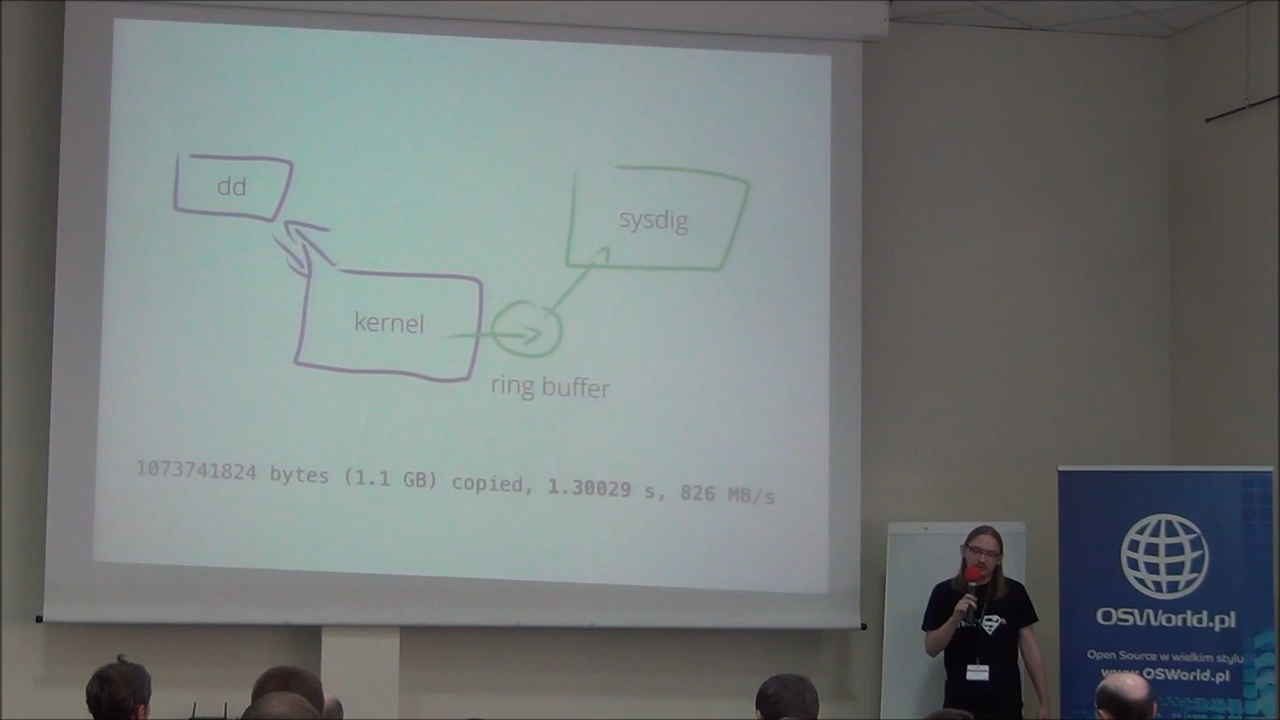 dd
sysdig
kernel
ring buffer
1073741824 bytes (1.1 GB) copied, 1.30029 s, 826 MB/s
OSWorld.pl
Open Source w wielkim stylu
www.OSWorld.pl